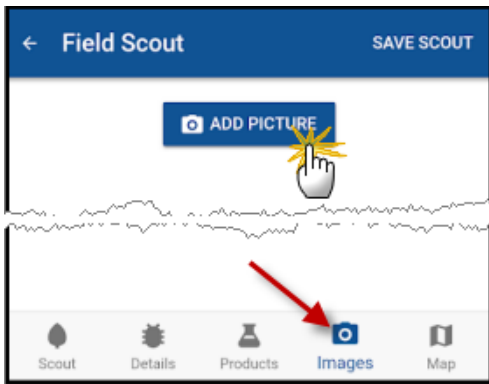 Field Scout SAVE SCOUT
ADD PICTURE
Scout Details Products Images Map